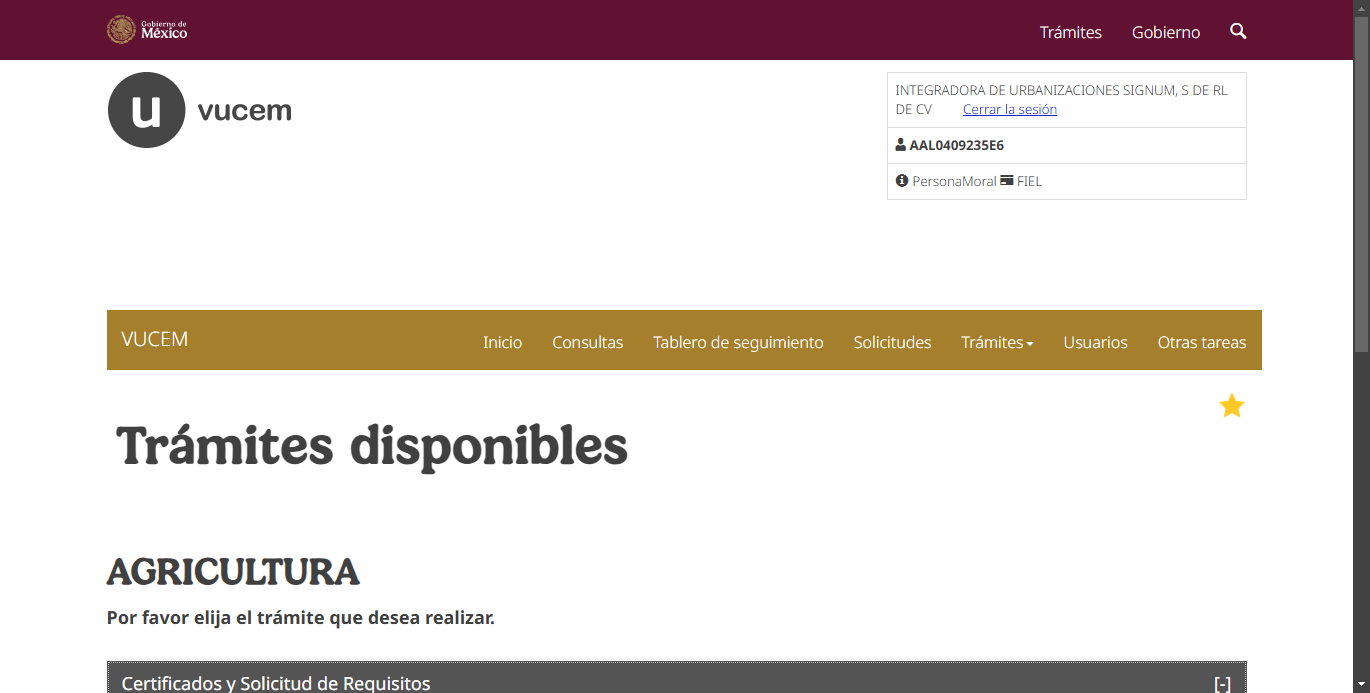 Gobierno de
México
Trámites
Gobierno
u
vucem
INTEGRADORA DE URBANIZACIONES SIGNUM, S DE RL
DE CV Cerrar la sesión
AAL0409235E6
PersonaMoral FIEL
VUCEM
Inicio
Consultas
Tablero de seguimiento
Solicitudes
Trámites
Usuarios
Otras tareas
Trámites disponibles
AGRICULTURA
Por favor elija el trámite que desea realizar.
Certificados y Solicitud de Requisitos [-]